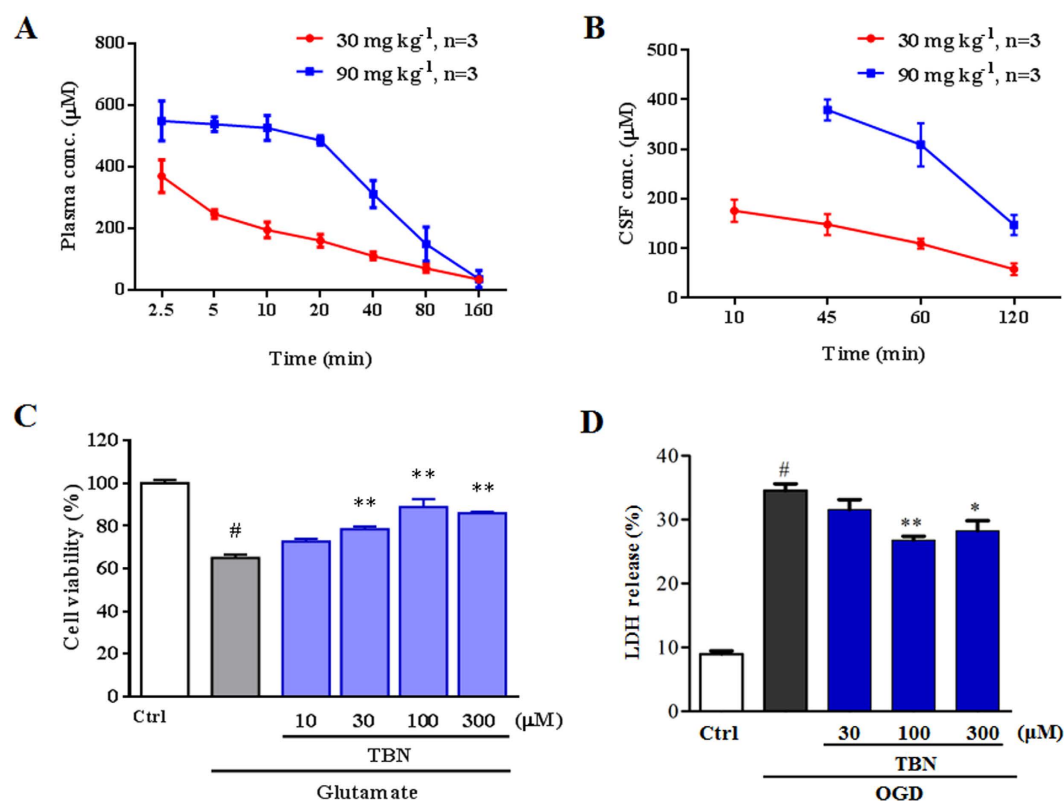 A
30 mg kg⁻¹, n=3
90 mg kg⁻¹, n=3
Plasma conc. (μM)
800
600
400
200
0
2.5 5 10 20 40 80 160
Time (min)
B
30 mg kg⁻¹, n=3
90 mg kg⁻¹, n=3
CSF conc. (μM)
500
400
300
200
100
0
10 45 60 120
Time (min)
C
Cell viability (%)
120
100
80
60
40
20
0
# ** ** **
Ctrl 10 30 100 300 (μM)
TBN
Glutamate
D
LDH release (%)
40
30
20
10
0
# ** *
Ctrl 30 100 300 (μM)
TBN
OGD